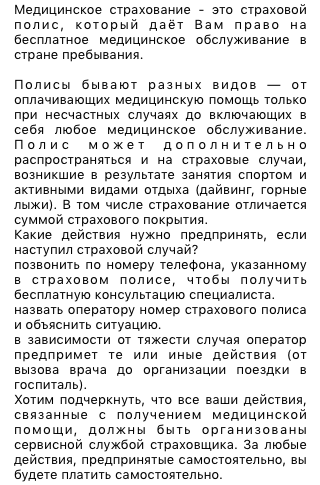 Медицинское страхование - это страховой
полис, который даёт Вам право на
бесплатное медицинское обслуживание в
стране пребывания.
Полисы бывают разных видов — от
оплачивающих медицинскую помощь только
при несчастных случаях до включающих в
себя любое медицинское обслуживание.
Полис может дополнительно
распространяться и на страховые случаи,
возникшие в результате занятия спортом и
активными видами отдыха (дайвинг, горные
лыжи). В том числе страхование отличается
суммой страхового покрытия.
Какие действия нужно предпринять, если
наступил страховой случай?
позвонить по номеру телефона, указанному
в страховом полисе, чтобы получить
бесплатную консультацию специалиста.
назвать оператору номер страхового полиса
и объяснить ситуацию.
в зависимости от тяжести случая оператор
предпримет те или иные действия (от
вызова врача до организации поездки в
госпиталь).
Хотим подчеркнуть, что все ваши действия,
связанные с получением медицинской
помощи, должны быть организованы
сервисной службой страховщика. За любые
действия, предпринятые самостоятельно, вы
будете платить самостоятельно.